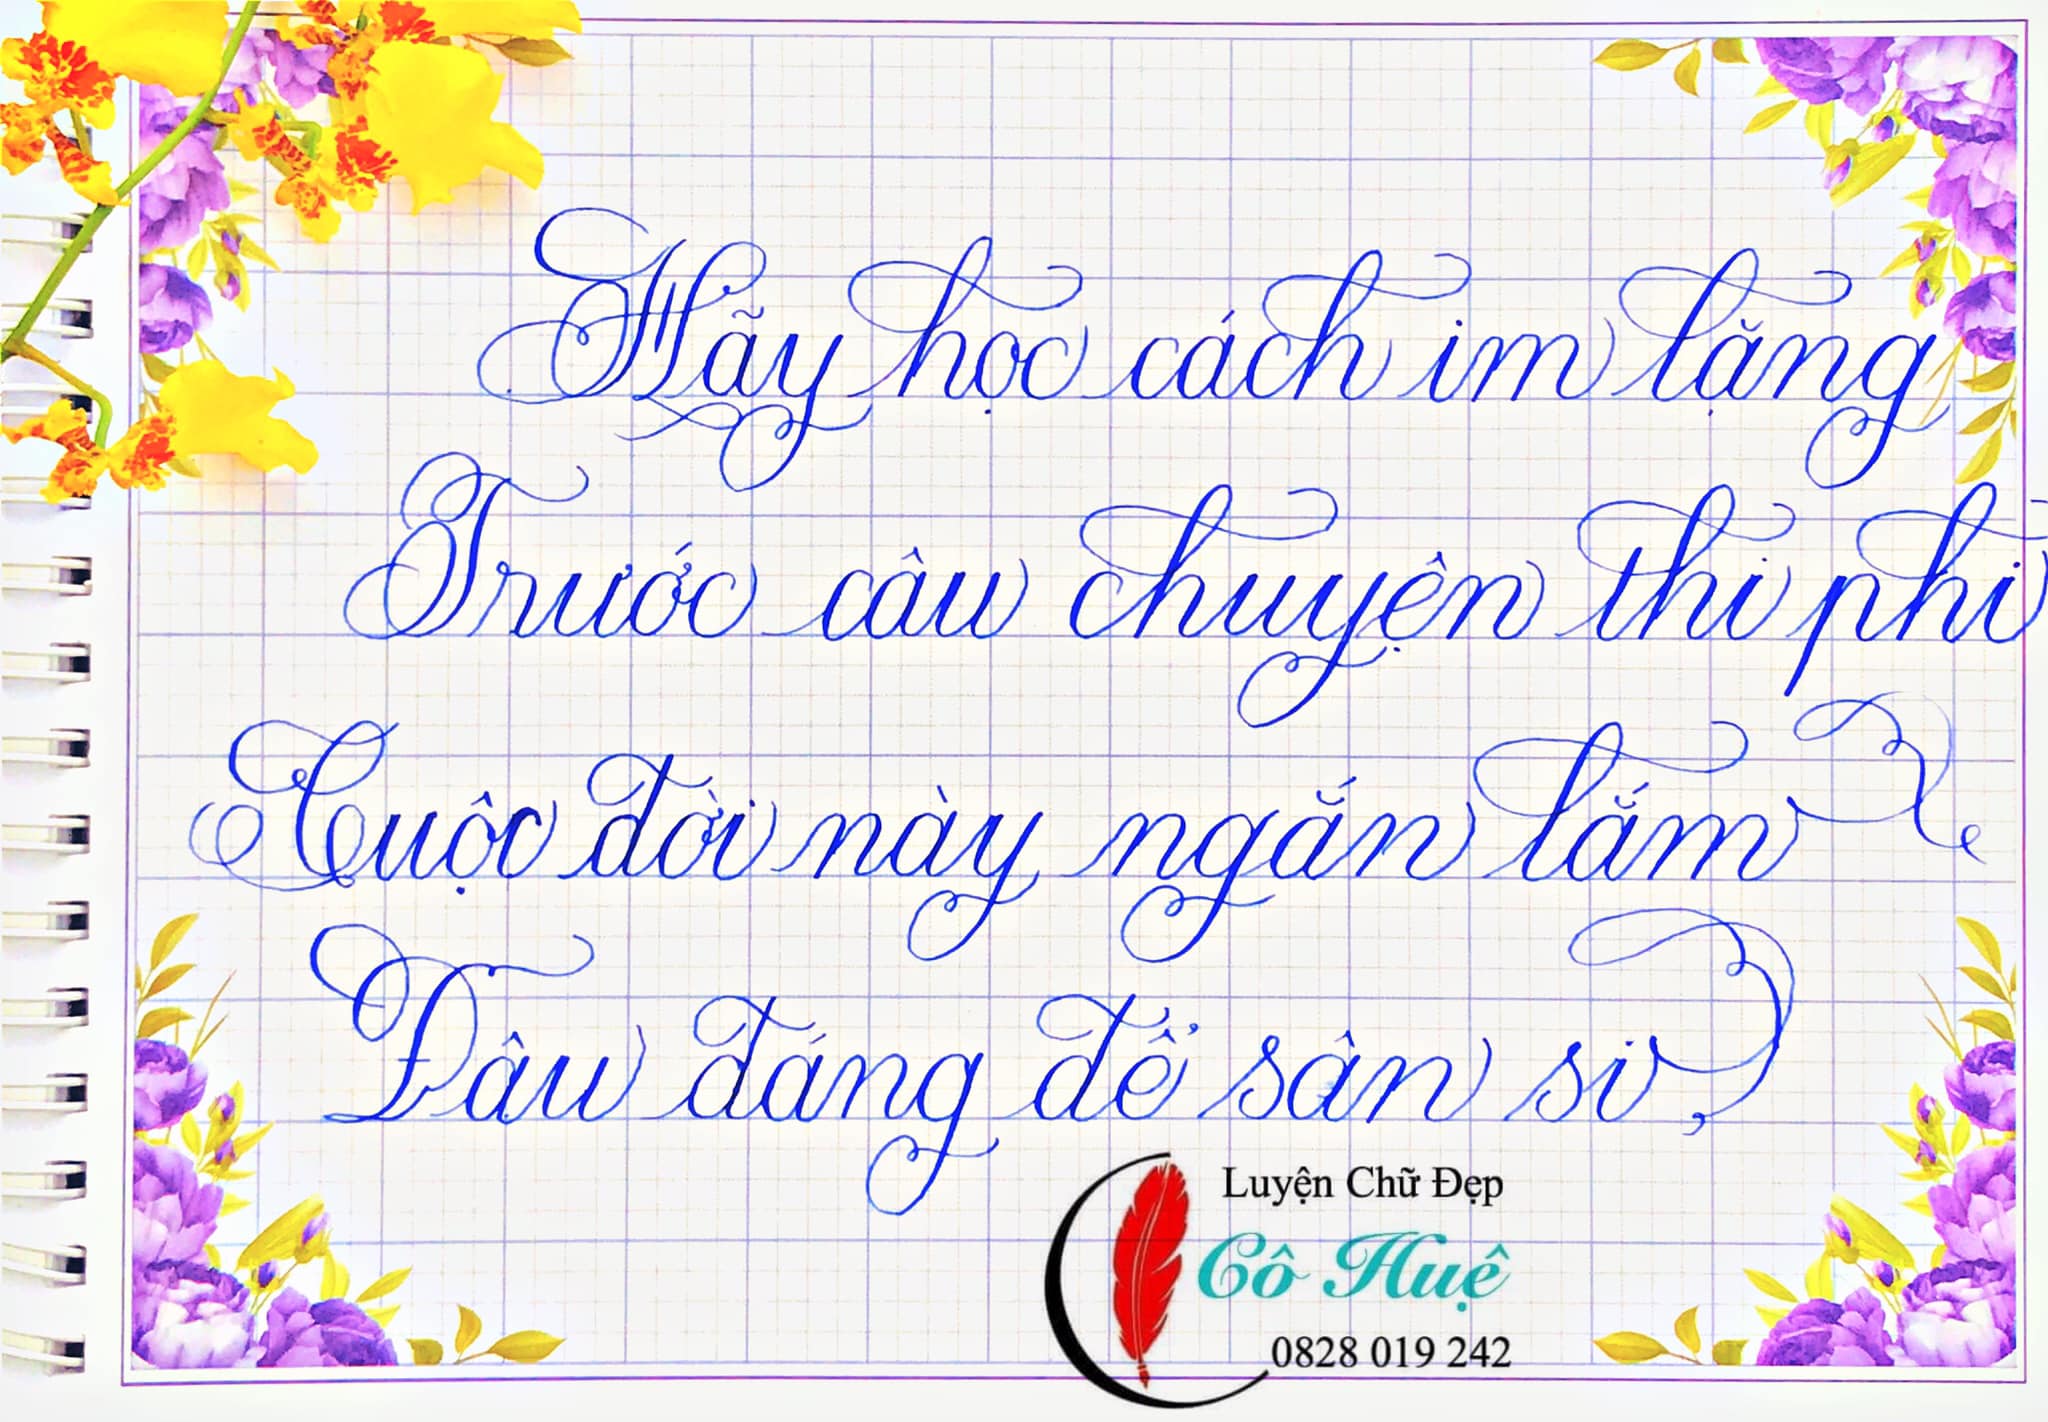 Hãy học cách im lặng
Trước câu chuyện thi phi
Cuộc đời này ngắn lắm
Đâu đáng để sân si,
Luyện Chữ Đẹp
Cô Huệ
0828 019 242